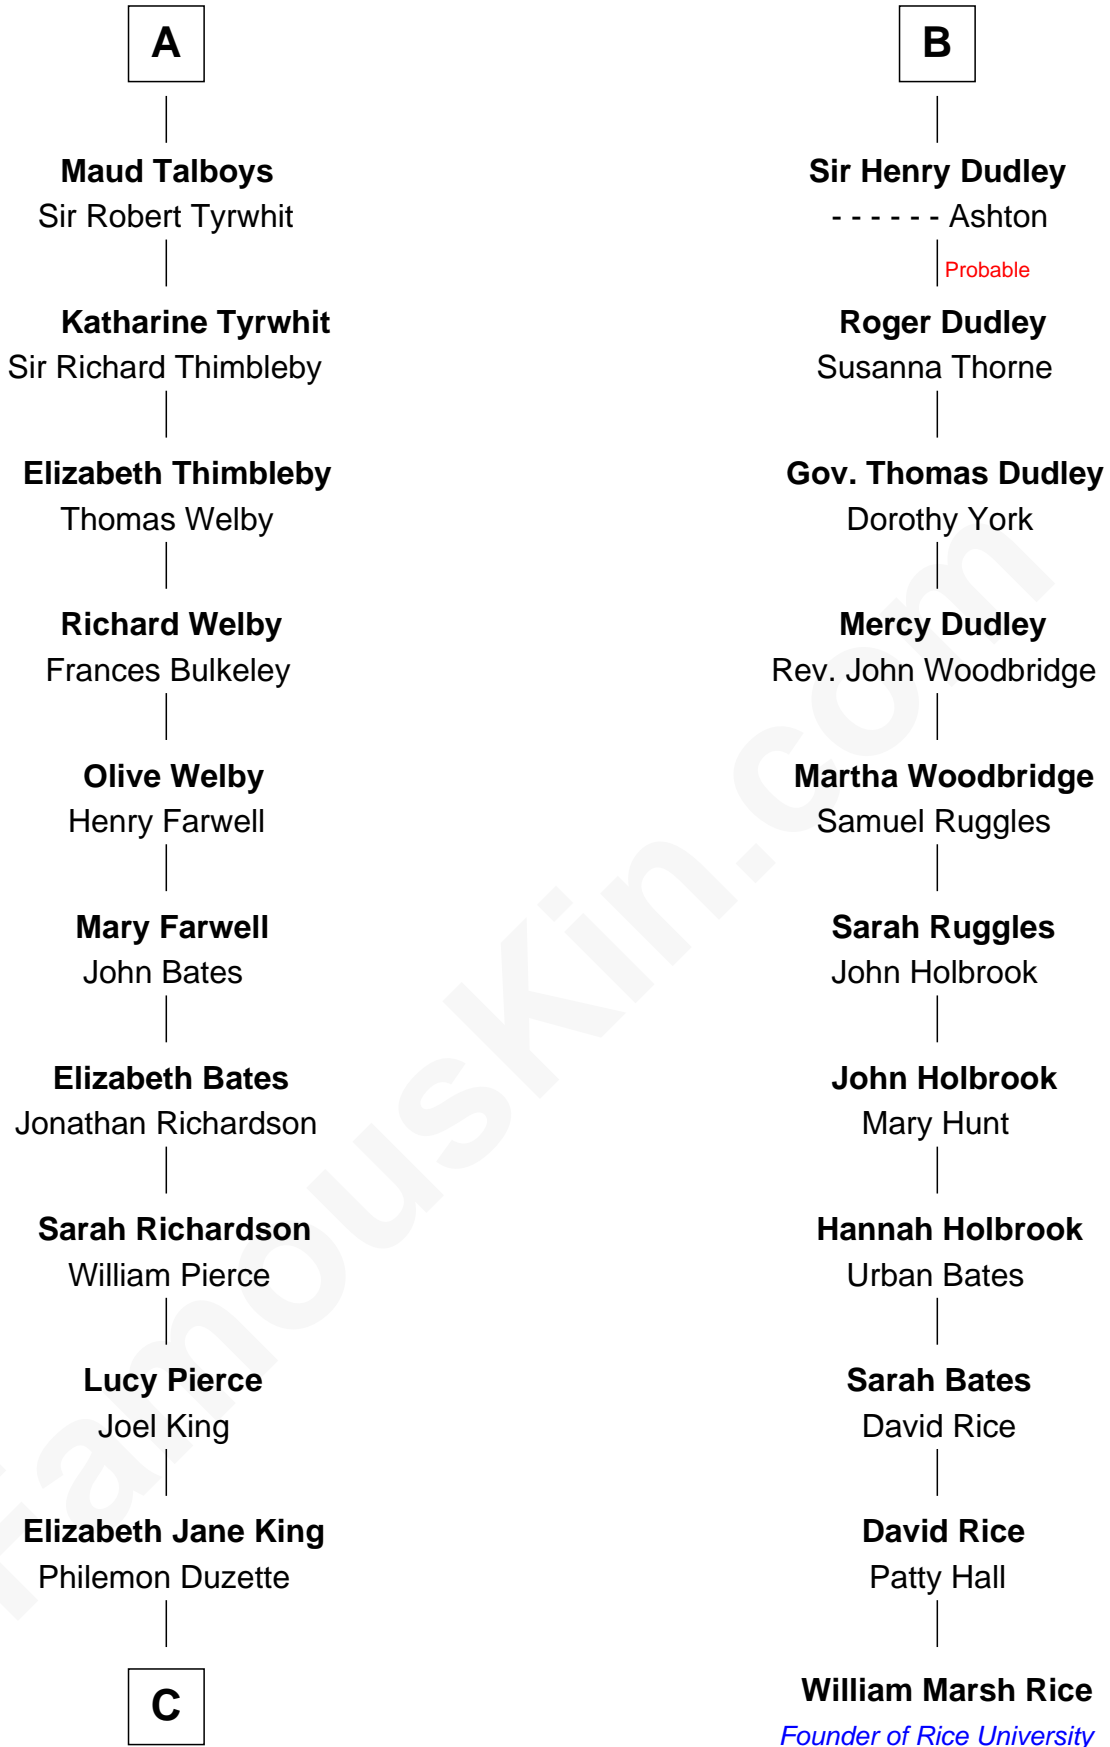 A
Maud Talboys
Sir Robert Tyrwhit
Katharine Tyrwhit
Sir Richard Thimbleby
Elizabeth Thimbleby
Thomas Welby
Richard Welby
Frances Bulkeley
Olive Welby
Henry Farwell
Mary Farwell
John Bates
Elizabeth Bates
Jonathan Richardson
Sarah Richardson
William Pierce
Lucy Pierce
Joel King
Elizabeth Jane King
Philemon Duzette
C
B
Sir Henry Dudley
- - - - - - Ashton
Probable
Roger Dudley
Susanna Thorne
Gov. Thomas Dudley
Dorothy York
Mercy Dudley
Rev. John Woodbridge
Martha Woodbridge
Samuel Ruggles
Sarah Ruggles
John Holbrook
John Holbrook
Mary Hunt
Hannah Holbrook
Urban Bates
Sarah Bates
David Rice
David Rice
Patty Hall
William Marsh Rice
Founder of Rice University
FamousKin.com